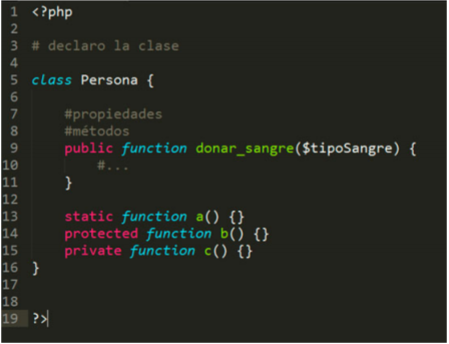 1 <?php
2
3 # declaro la clase
4
5 class Persona {
6
7 #propiedades
8 #métodos
9 public function donar_sangre($tipoSangre) {
10 #...
11 }
12
13 static function a() {}
14 protected function b() {}
15 private function c() {}
16 }
17
18
19 ?>